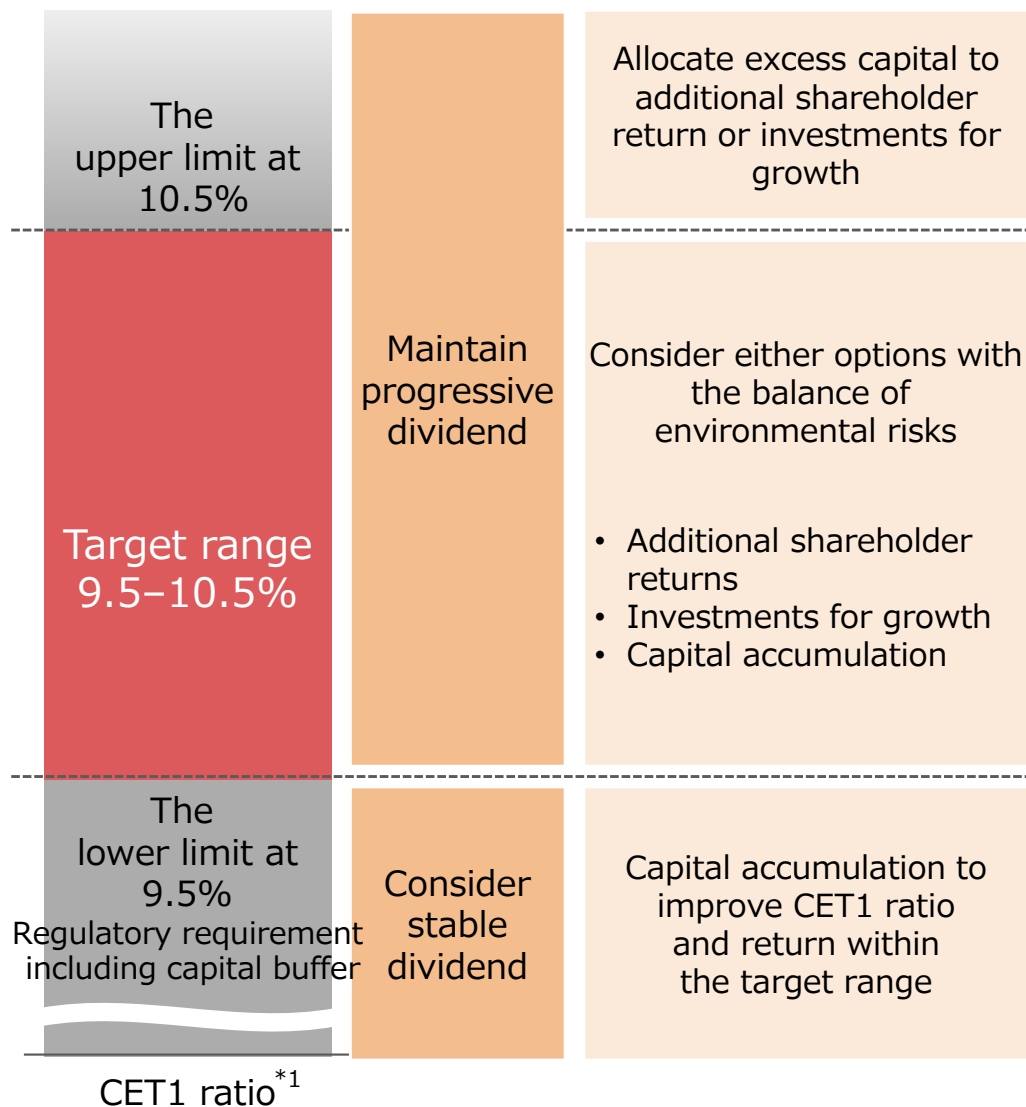 The
upper limit at
10.5%
Target range
9.5–10.5%
The
lower limit at
9.5%
Regulatory requirement
including capital buffer
CET1 ratio*1
Maintain
progressive
dividend
Consider
stable
dividend
Allocate excess capital to
additional shareholder
return or investments for
growth
Consider either options with
the balance of
environmental risks
• Additional shareholder
returns
• Investments for growth
• Capital accumulation
Capital accumulation to
improve CET1 ratio
and return within
the target range